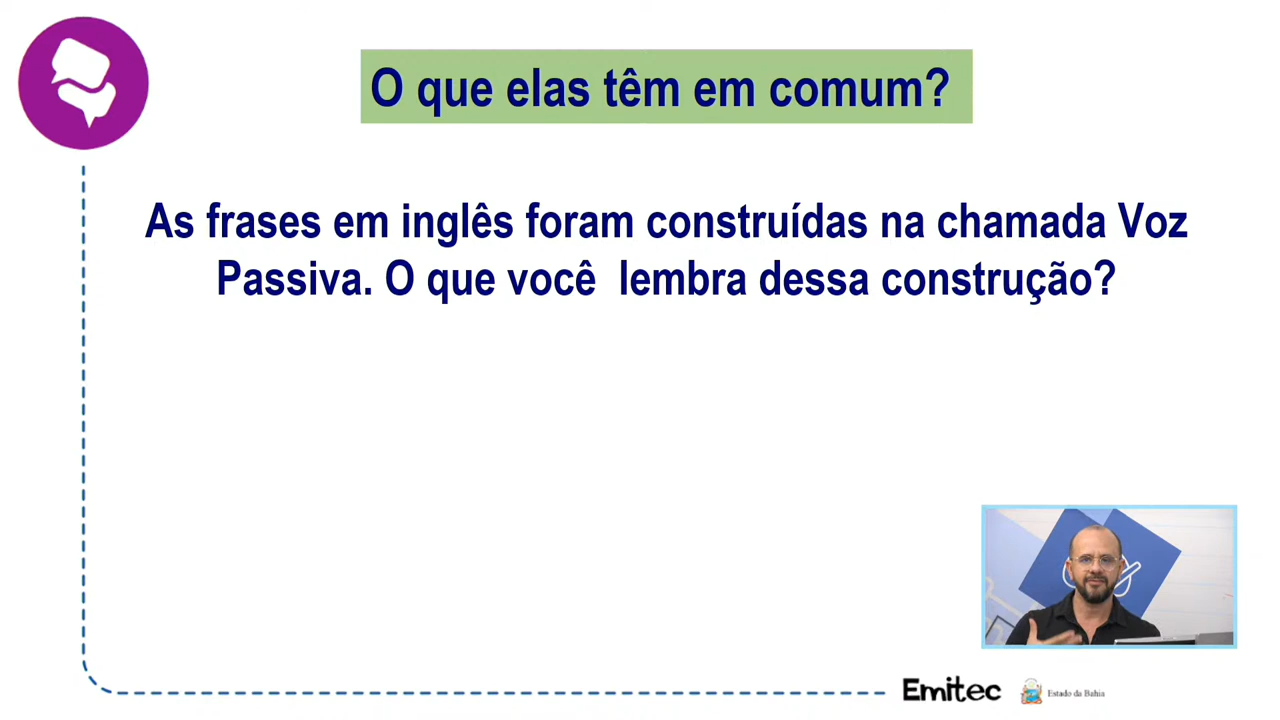 O que elas têm em comum?
As frases em inglês foram construídas na chamada Voz
Passiva. O que você lembra dessa construção?
Emitec
Estado da Bahia